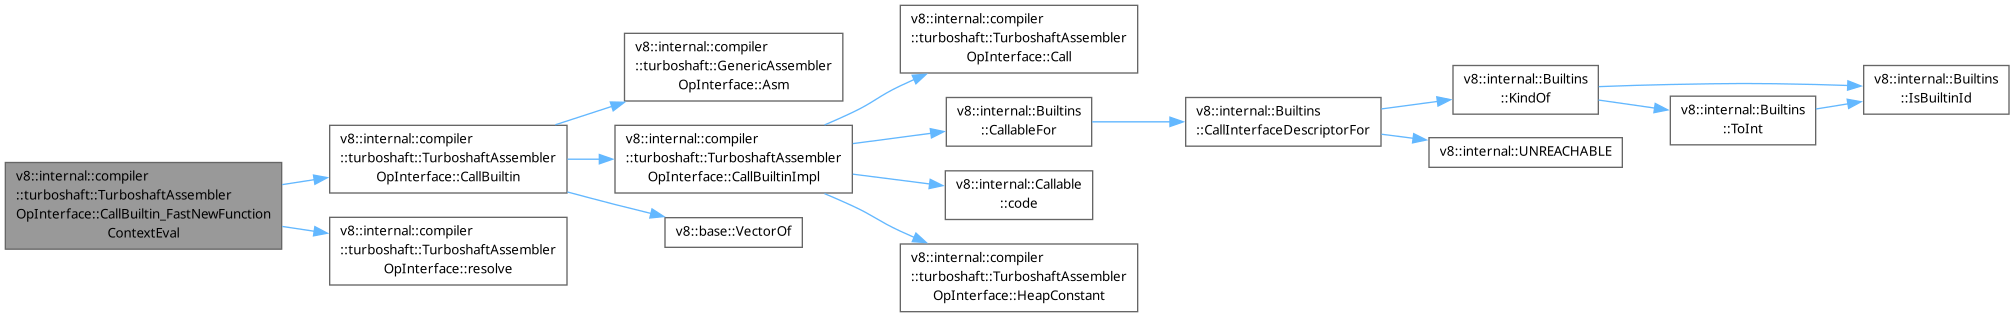 v8::internal::compiler
::turboshaft::TurboshaftAssembler
OpInterface::CallBuiltin_FastNewFunction
ContextEval
v8::internal::compiler
::turboshaft::TurboshaftAssembler
OpInterface::CallBuiltin
v8::internal::compiler
::turboshaft::TurboshaftAssembler
OpInterface::resolve
v8::internal::compiler
::turboshaft::GenericAssembler
OpInterface::Asm
v8::internal::compiler
::turboshaft::TurboshaftAssembler
OpInterface::CallBuiltinImpl
v8::base::VectorOf
v8::internal::compiler
::turboshaft::TurboshaftAssembler
OpInterface::Call
v8::internal::Builtins
::CallableFor
v8::internal::Callable
::code
v8::internal::compiler
::turboshaft::TurboshaftAssembler
OpInterface::HeapConstant
v8::internal::Builtins
::CallInterfaceDescriptorFor
v8::internal::Builtins
::KindOf
v8::internal::UNREACHABLE
v8::internal::Builtins
::ToInt
v8::internal::Builtins
::IsBuiltinId